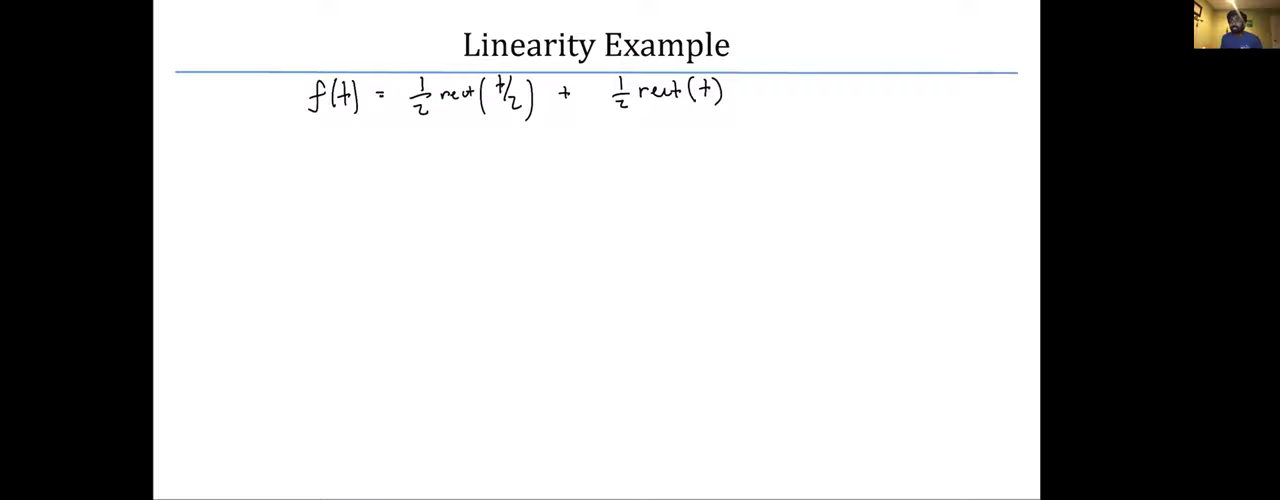 Linearity Example
f(t) = 1/2 rect(t/2) + 1/2 rect(t)